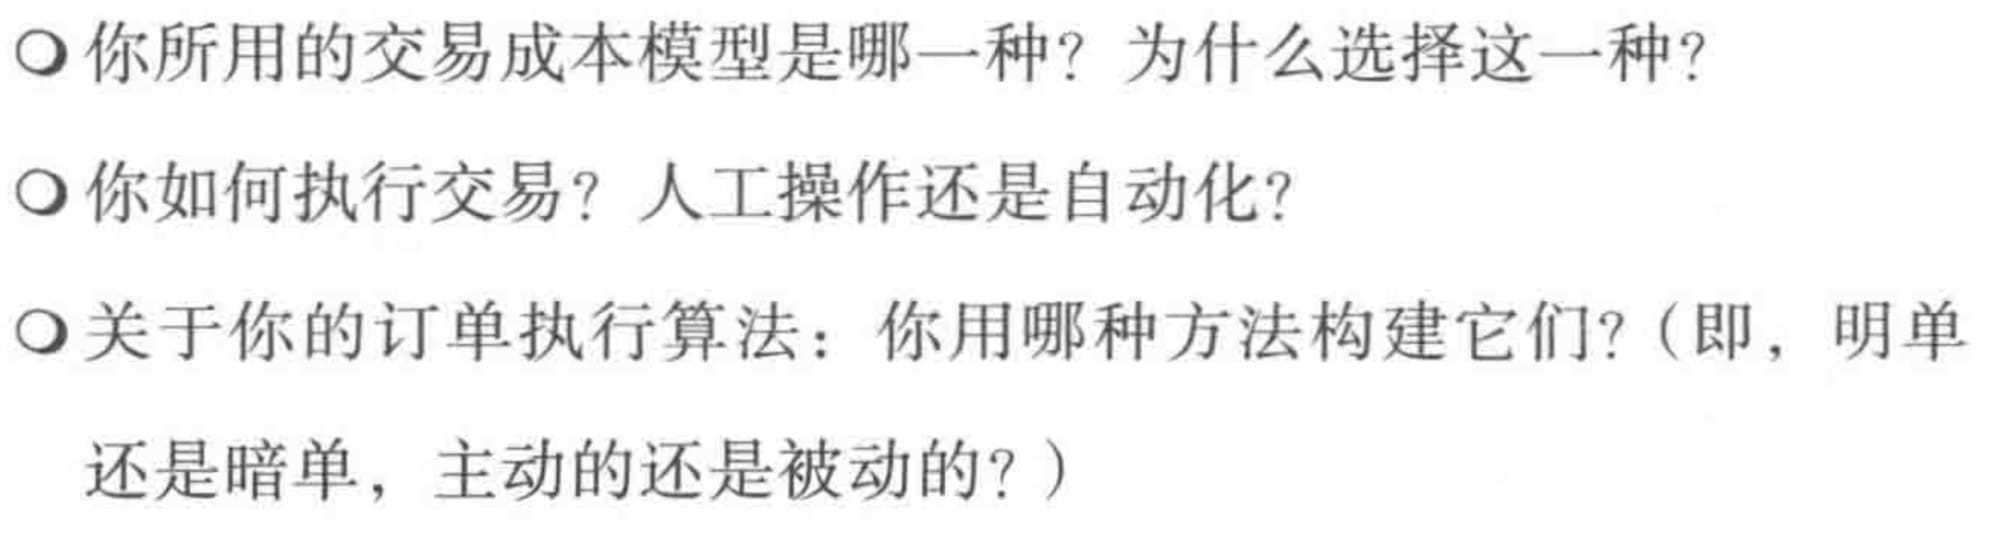 ❍你所用的交易成本模型是哪一种？为什么选择这一种？
❍你如何执行交易？人工操作还是自动化？
❍关于你的订单执行算法：你用哪种方法构建它们？（即，明单
还是暗单，主动的还是被动的？）